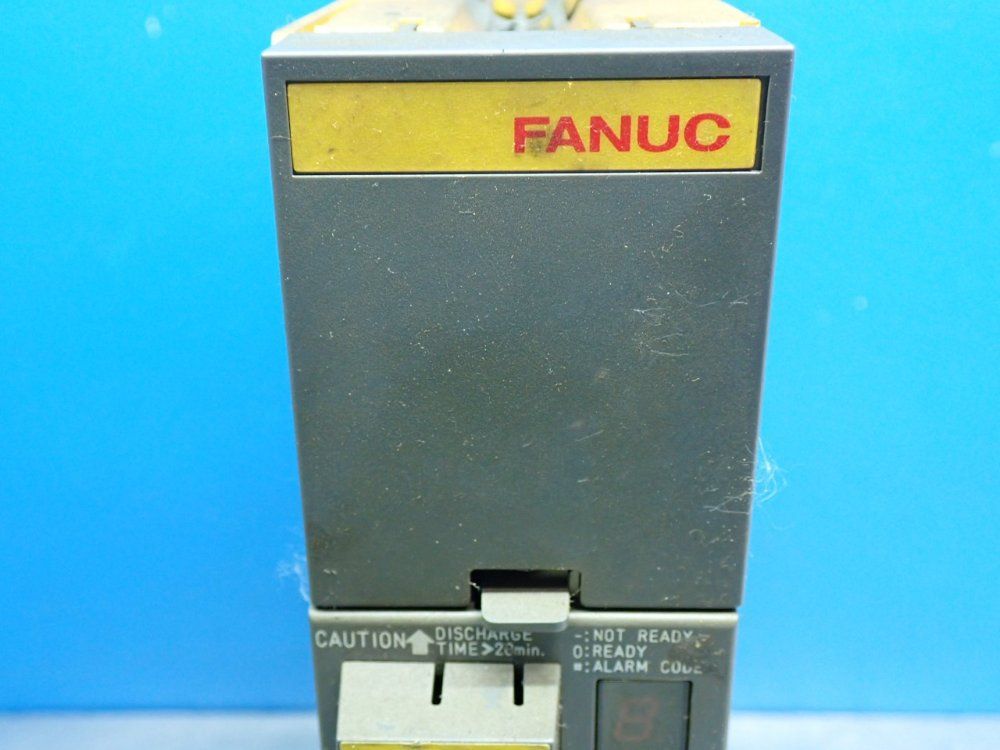 FANUC
CAUTION DISCHARGE
TIME>20min.
-:NOT READY
0:READY
■:ALARM CODE